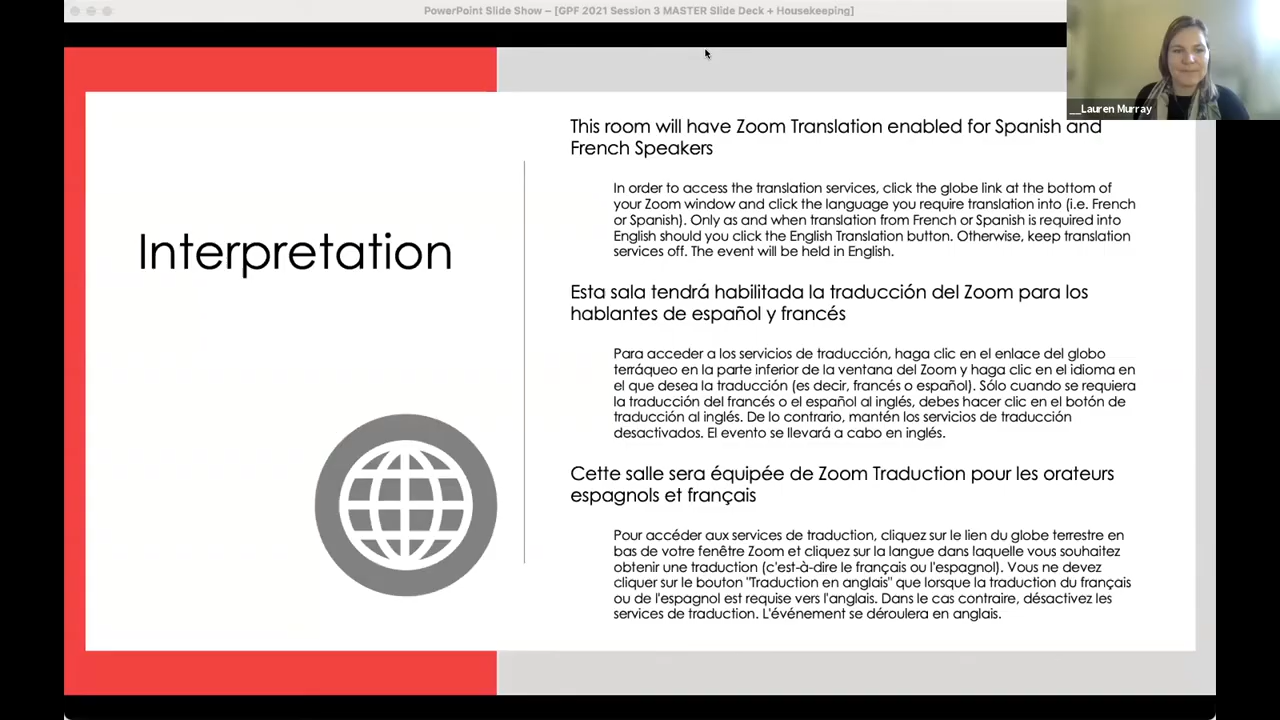 PowerPoint Slide Show – [GPF 2021 Session 3 MASTER Slide Deck + Housekeeping]
__Lauren Murray
Interpretation
This room will have Zoom Translation enabled for Spanish and
French Speakers
In order to access the translation services, click the globe link at the bottom of
your Zoom window and click the language you require translation into (i.e. French
or Spanish). Only as and when translation from French or Spanish is required into
English should you click the English Translation button. Otherwise, keep translation
services off. The event will be held in English.
Esta sala tendrá habilitada la traducción del Zoom para los
hablantes de español y francés
Para acceder a los servicios de traducción, haga clic en el enlace del globo
terráqueo en la parte inferior de la ventana del Zoom y haga clic en el idioma en
el que desea la traducción (es decir, francés o español). Sólo cuando se requiera
la traducción del francés o el español al inglés, debes hacer clic en el botón de
traducción al inglés. De lo contrario, mantén los servicios de traducción
desactivados. El evento se llevará a cabo en inglés.
Cette salle sera équipée de Zoom Traduction pour les orateurs
espagnols et français
Pour accéder aux services de traduction, cliquez sur le lien du globe terrestre en
bas de votre fenêtre Zoom et cliquez sur la langue dans laquelle vous souhaitez
obtenir une traduction (c'est-à-dire le français ou l'espagnol). Vous ne devez
cliquer sur le bouton "Traduction en anglais" que lorsque la traduction du français
ou de l'espagnol est requise vers l'anglais. Dans le cas contraire, désactivez les
services de traduction. L'événement se déroulera en anglais.